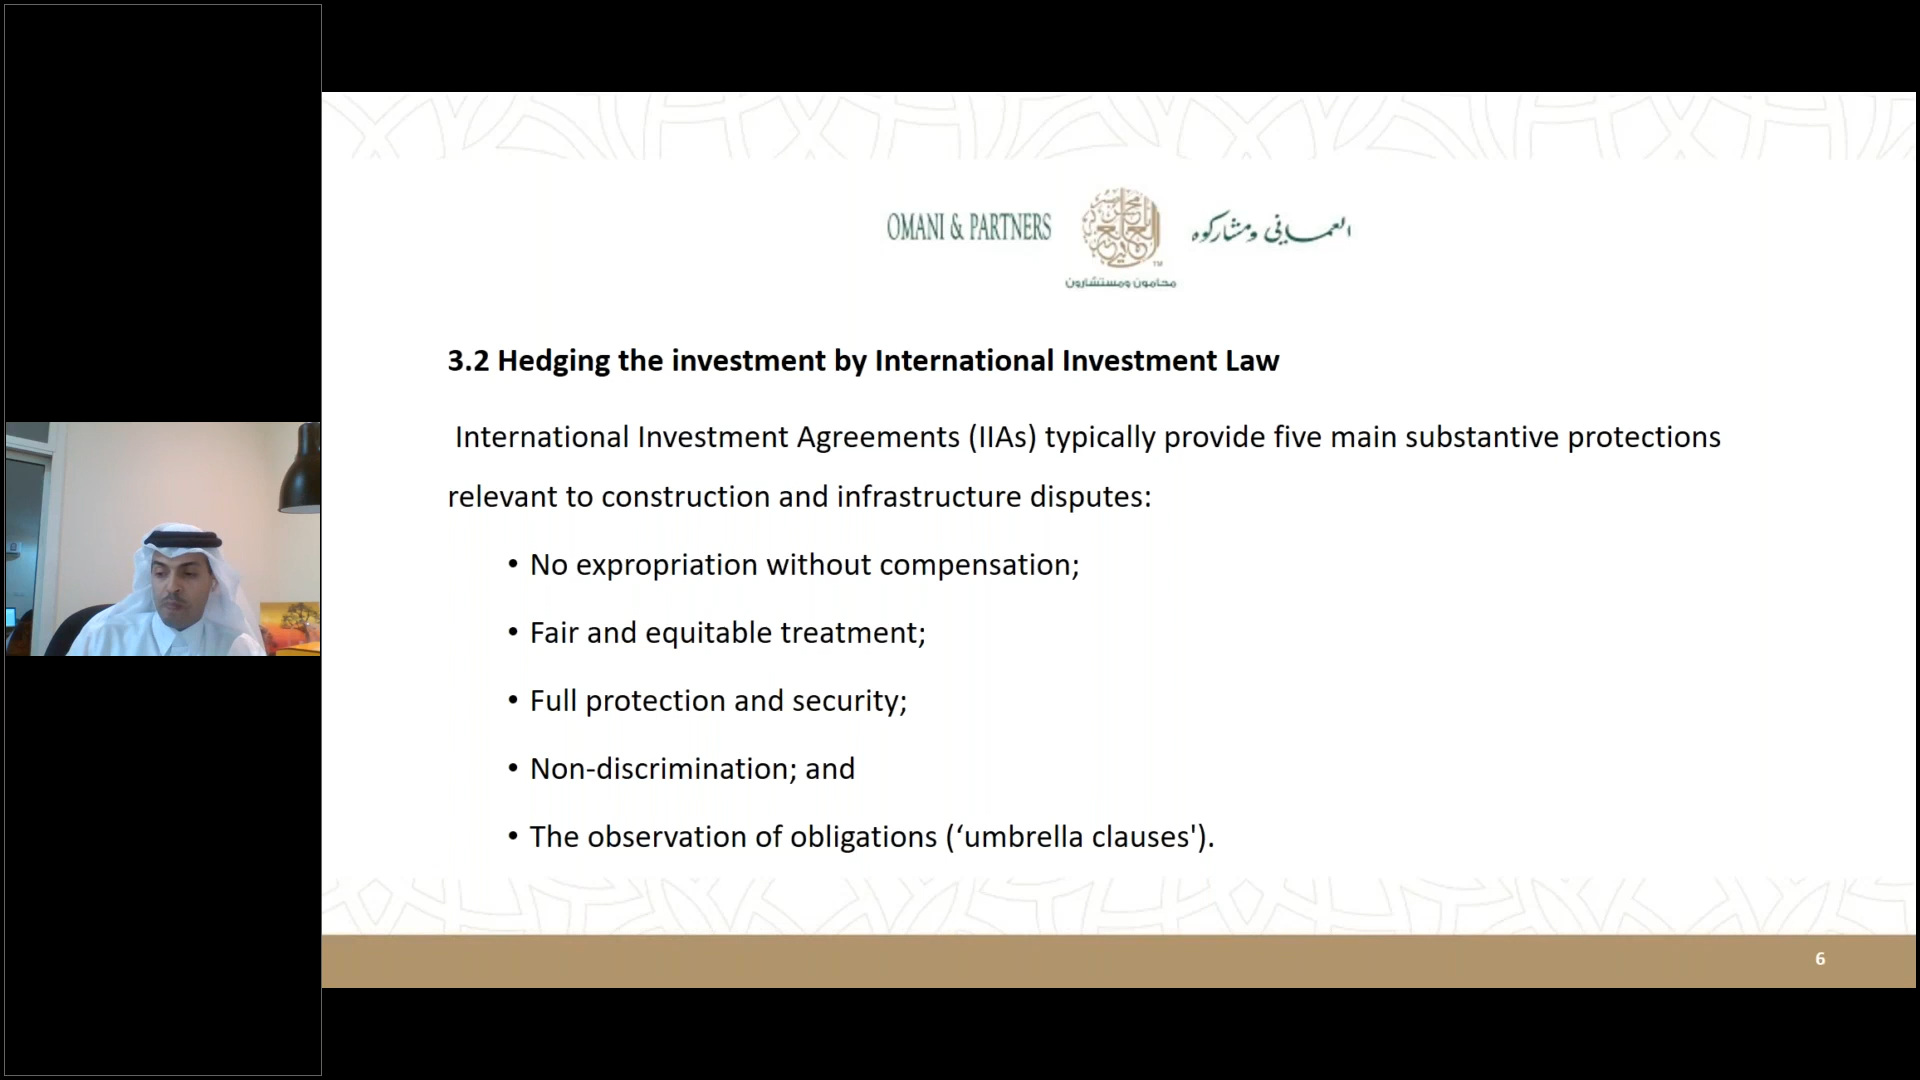 OMANI & PARTNERS
العماني ومشاركوه
TM
محامون ومستشارون
3.2 Hedging the investment by International Investment Law
International Investment Agreements (IIAs) typically provide five main substantive protections
relevant to construction and infrastructure disputes:
• No expropriation without compensation;
• Fair and equitable treatment;
• Full protection and security;
• Non-discrimination; and
• The observation of obligations (‘umbrella clauses').
6